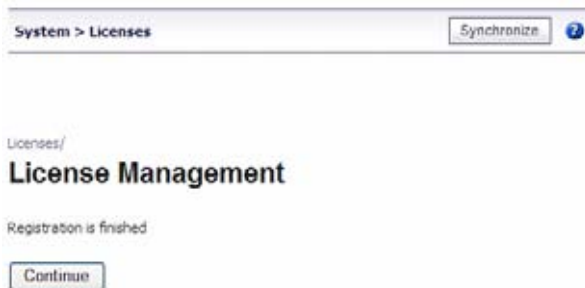 System > Licenses
Synchronize
?
Licenses/
License Management
Registration is finished
Continue